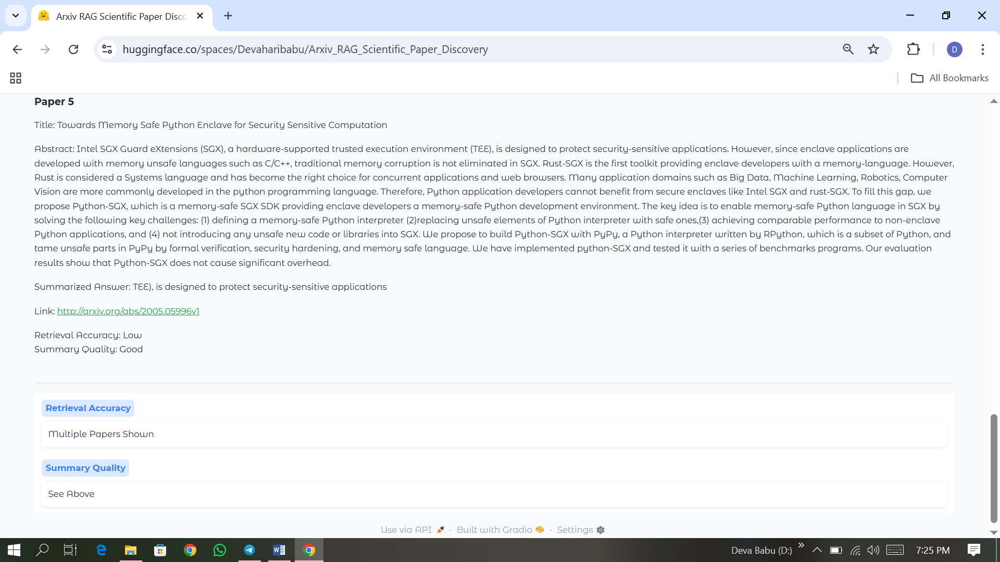 Arxiv RAG Scientific Paper Disco
huggingface.co/spaces/Devaharibabu/Arxiv_RAG_Scientific_Paper_Discovery
D
All Bookmarks
Paper 5
Title: Towards Memory Safe Python Enclave for Security Sensitive Computation
Abstract: Intel SGX Guard eXtensions (SGX), a hardware-supported trusted execution environment (TEE), is designed to protect security-sensitive applications. However, since enclave applications are
developed with memory unsafe languages such as C/C++, traditional memory corruption is not eliminated in SGX. Rust-SGX is the first toolkit providing enclave developers with a memory-language. However,
Rust is considered a Systems language and has become the right choice for concurrent applications and web browsers. Many application domains such as Big Data, Machine Learning, Robotics, Computer
Vision are more commonly developed in the python programming language. Therefore, Python application developers cannot benefit from secure enclaves like Intel SGX and rust-SGX. To fill this gap, we
propose Python-SGX, which is a memory-safe SGX SDK providing enclave developers a memory-safe Python development environment. The key idea is to enable memory-safe Python language in SGX by
solving the following key challenges: (1) defining a memory-safe Python interpreter (2)replacing unsafe elements of Python interpreter with safe ones,(3) achieving comparable performance to non-enclave
Python applications, and (4) not introducing any unsafe new code or libraries into SGX. We propose to build Python-SGX with PyPy, a Python interpreter written by RPython, which is a subset of Python, and
tame unsafe parts in PyPy by formal verification, security hardening, and memory safe language. We have implemented python-SGX and tested it with a series of benchmarks programs. Our evaluation
results show that Python-SGX does not cause significant overhead.
Summarized Answer: TEE), is designed to protect security-sensitive applications
Link: http://arxiv.org/abs/2005.05996v1
Retrieval Accuracy: Low
Summary Quality: Good
Retrieval Accuracy
Multiple Papers Shown
Summary Quality
See Above
Use via API · Built with Gradio · Settings
Deva Babu (D:)
7:25 PM